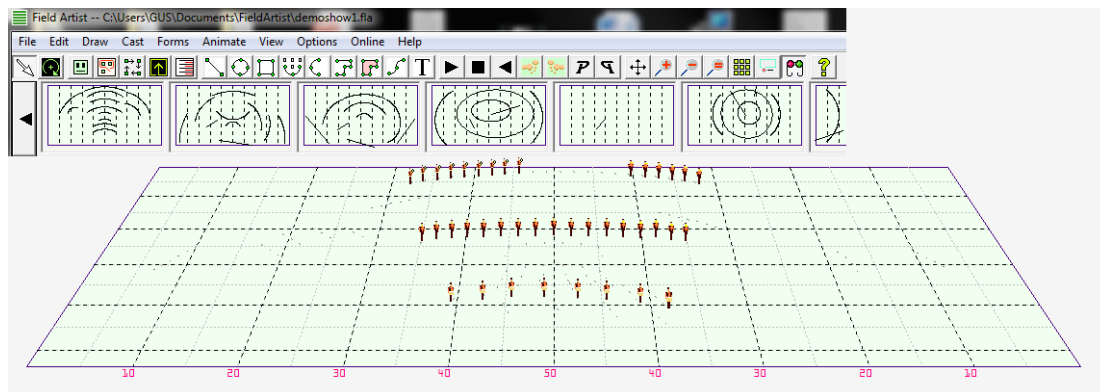 Field Artist -- C:\Users\GUS\Documents\FieldArtist\demoshow1.fla
File Edit Draw Cast Forms Animate View Options Online Help
T P P ?
10 20 30 40 50 40 30 20 10